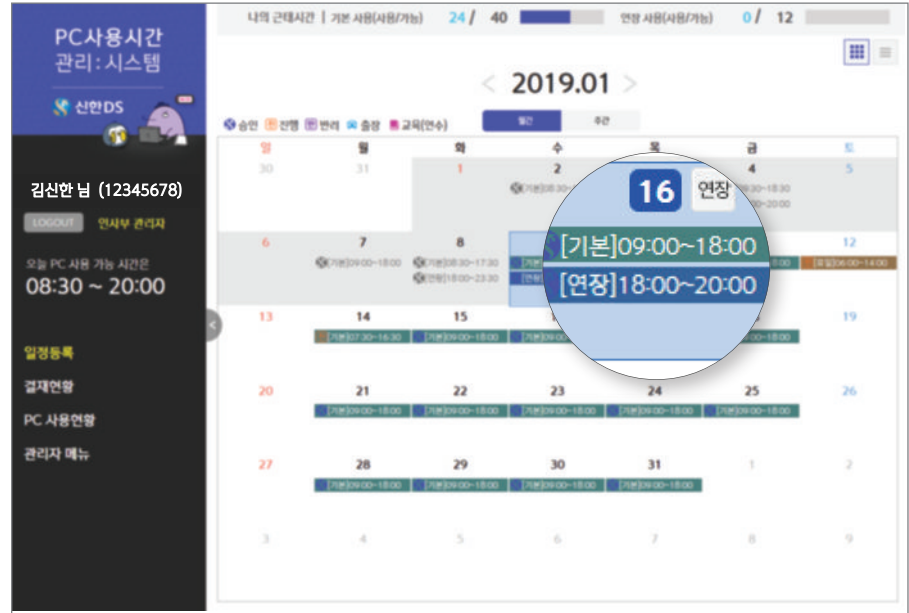 나의 근태시간 | 기본 사용(사용/가능) 24 / 40 연장 사용(사용/가능) 0 / 12
PC사용시간
관리:시스템
신한DS
김신한 님 (12345678)
LOGOUT 인사부 관리자
오늘 PC 사용 가능 시간은
08:30 ~ 20:00
일정등록
결재현황
PC 사용현황
관리자 메뉴
< 2019.01 >
승인 진행 반려 출장 교육(연수)
월간 주간
일 월 화 수 목 금 토
30 31 1 2 4 5
[기본]08:30~ 08:30~18:30
18:00~20:00
16 연장
[기본]09:00~18:00
[연장]18:00~20:00
6 7 8 12
[기본]09:00~18:00 [기본]08:30~17:30 [휴일]06:00~14:00
[연장]18:00~23:30
13 14 15 19
[기본]07:30~16:30 [기본]09:00~18:00
20 21 22 23 24 25 26
[기본]09:00~18:00 [기본]09:00~18:00 [기본]09:00~18:00 [기본]09:00~18:00 [기본]09:00~18:00
27 28 29 30 31 1 2
[기본]09:00~18:00 [기본]09:00~18:00 [기본]09:00~18:00 [기본]09:00~18:00
3 4 5 6 7 8 9